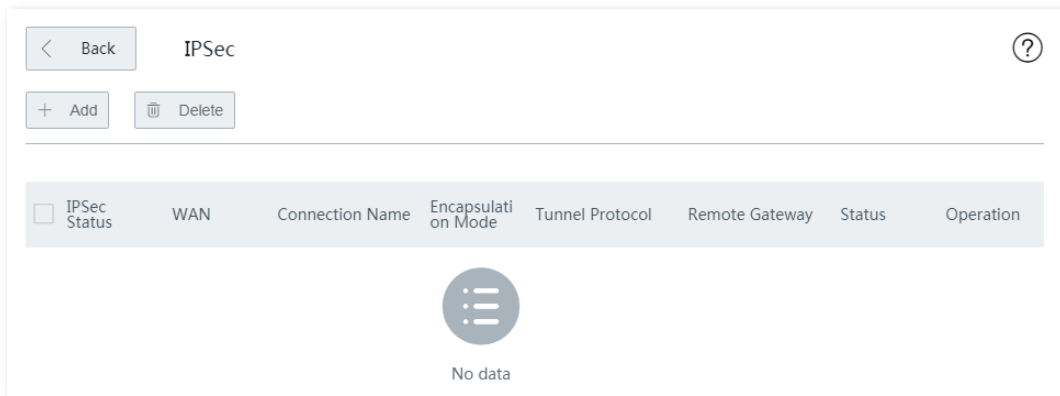 Back IPSec ?
+ Add Delete
IPSec Status WAN Connection Name Encapsulati on Mode Tunnel Protocol Remote Gateway Status Operation
No data